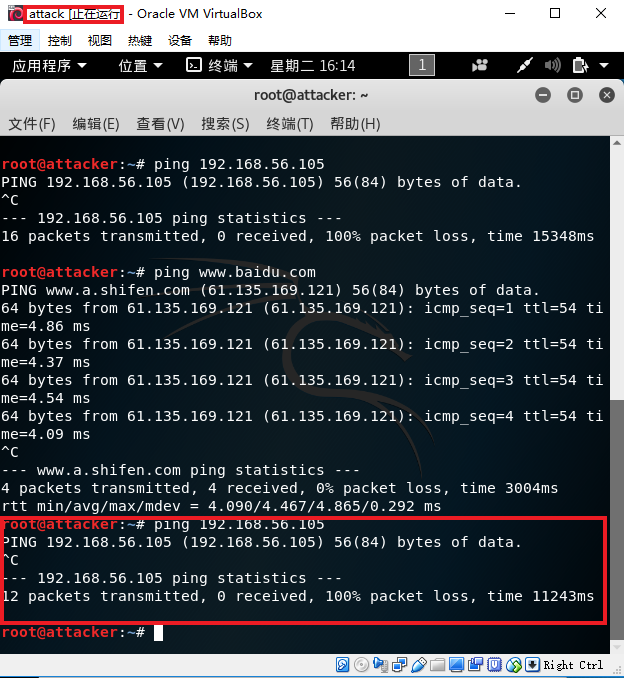 attack [正在运行] - Oracle VM VirtualBox
管理 控制 视图 热键 设备 帮助
应用程序 位置 终端 星期二 16:14 1
root@attacker: ~
文件(F) 编辑(E) 查看(V) 搜索(S) 终端(T) 帮助(H)
root@attacker:~# ping 192.168.56.105
PING 192.168.56.105 (192.168.56.105) 56(84) bytes of data.
^C
--- 192.168.56.105 ping statistics ---
16 packets transmitted, 0 received, 100% packet loss, time 15348ms
root@attacker:~# ping www.baidu.com
PING www.a.shifen.com (61.135.169.121) 56(84) bytes of data.
64 bytes from 61.135.169.121 (61.135.169.121): icmp_seq=1 ttl=54 ti
me=4.86 ms
64 bytes from 61.135.169.121 (61.135.169.121): icmp_seq=2 ttl=54 ti
me=4.37 ms
64 bytes from 61.135.169.121 (61.135.169.121): icmp_seq=3 ttl=54 ti
me=4.54 ms
64 bytes from 61.135.169.121 (61.135.169.121): icmp_seq=4 ttl=54 ti
me=4.09 ms
^C
--- www.a.shifen.com ping statistics ---
4 packets transmitted, 4 received, 0% packet loss, time 3004ms
rtt min/avg/max/mdev = 4.090/4.467/4.865/0.292 ms
root@attacker:~# ping 192.168.56.105
PING 192.168.56.105 (192.168.56.105) 56(84) bytes of data.
^C
--- 192.168.56.105 ping statistics ---
12 packets transmitted, 0 received, 100% packet loss, time 11243ms
root@attacker:~#
Right Ctrl